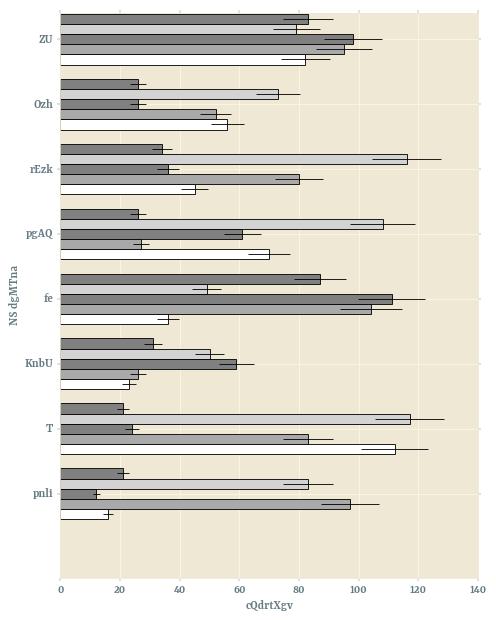 ZU
Ozh
rEzk
pgAQ
fe
KnbU
T
pnli
NS dgMTna
0 20 40 60 80 100 120 140
cQdrtXgv